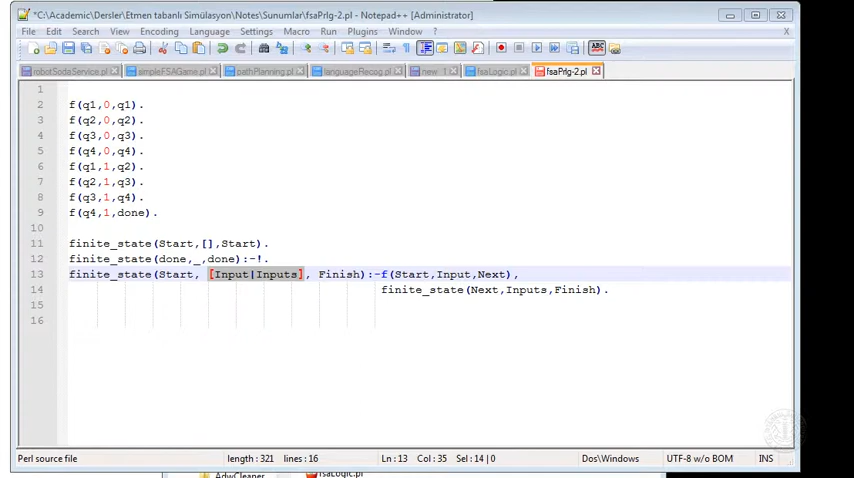 *C:\Academic\Dersler\Etmen tabanlı Simülasyon\Notes\Sunumlar\fsaPrlg-2.pl - Notepad++ [Administrator]
File Edit Search View Encoding Language Settings Macro Run Plugins Window ? X
robotSodaService.pl simpleFSAGame.pl pathPlanning.pl languageRecog.pl new 1 fsaLogic.pl fsaPrlg-2.pl
1
2 f(q1,0,q1).
3 f(q2,0,q2).
4 f(q3,0,q3).
5 f(q4,0,q4).
6 f(q1,1,q2).
7 f(q2,1,q3).
8 f(q3,1,q4).
9 f(q4,1,done).
10
11 finite_state(Start,[],Start).
12 finite_state(done,_,done):-!.
13 finite_state(Start, [Input|Inputs], Finish):-f(Start,Input,Next),
14 finite_state(Next,Inputs,Finish).
15
16
Perl source file length : 321 lines : 16 Ln : 13 Col : 35 Sel : 14 | 0 Dos\Windows UTF-8 w/o BOM INS
AdwCleaner fsaLogic.pl